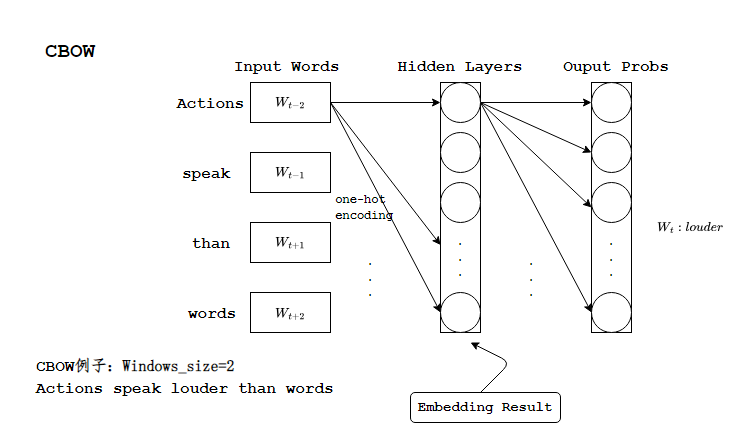 CBOW
Input Words
Hidden Layers
Ouput Probs
Actions
W_{t-2}
speak
W_{t-1}
one-hot
encoding
than
W_{t+1}
W_t : louder
words
W_{t+2}
CBOW例子：Windows_size=2
Actions speak louder than words
Embedding Result